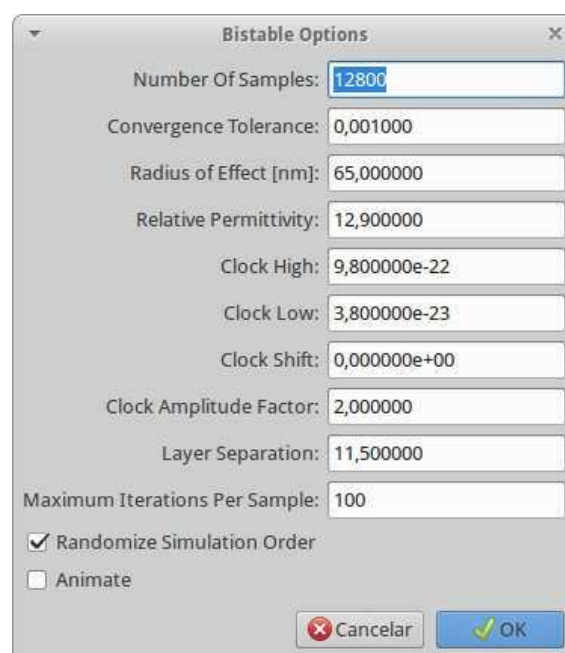 Bistable Options
Number Of Samples: 12800
Convergence Tolerance: 0,001000
Radius of Effect [nm]: 65,000000
Relative Permittivity: 12,900000
Clock High: 9,800000e-22
Clock Low: 3,800000e-23
Clock Shift: 0,000000e+00
Clock Amplitude Factor: 2,000000
Layer Separation: 11,500000
Maximum Iterations Per Sample: 100
Randomize Simulation Order
Animate
Cancelar OK